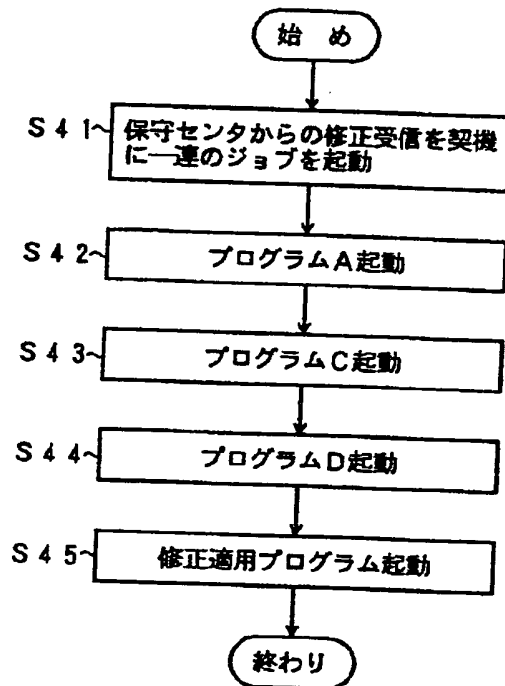 始 め
S41 保守センタからの修正受信を契機
に一連のジョブを起動
S42 プログラムA起動
S43 プログラムC起動
S44 プログラムD起動
S45 修正適用プログラム起動
終わり